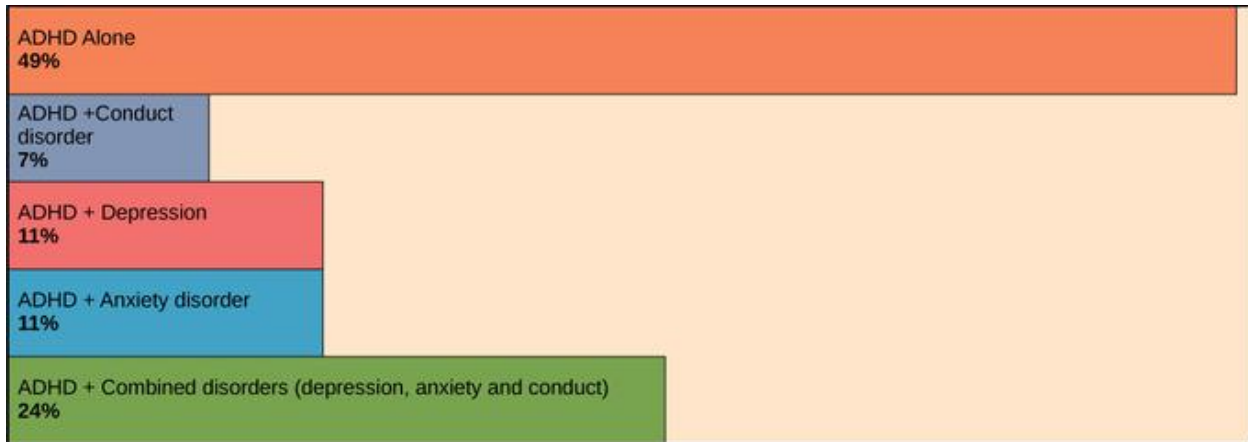 ADHD Alone
49%
ADHD +Conduct
disorder
7%
ADHD + Depression
11%
ADHD + Anxiety disorder
11%
ADHD + Combined disorders (depression, anxiety and conduct)
24%